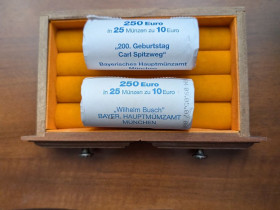 250 Euro
in 25 Münzen zu 10 Euro
„200. Geburtstag
Carl Spitzweg"
Bayerisches Hauptmünzamt
München
250 Euro
in 25 Münzen zu 10 Euro
„Wilhelm Busch"
BAYER. HAUPTMÜNZAMT
MÜNCHEN